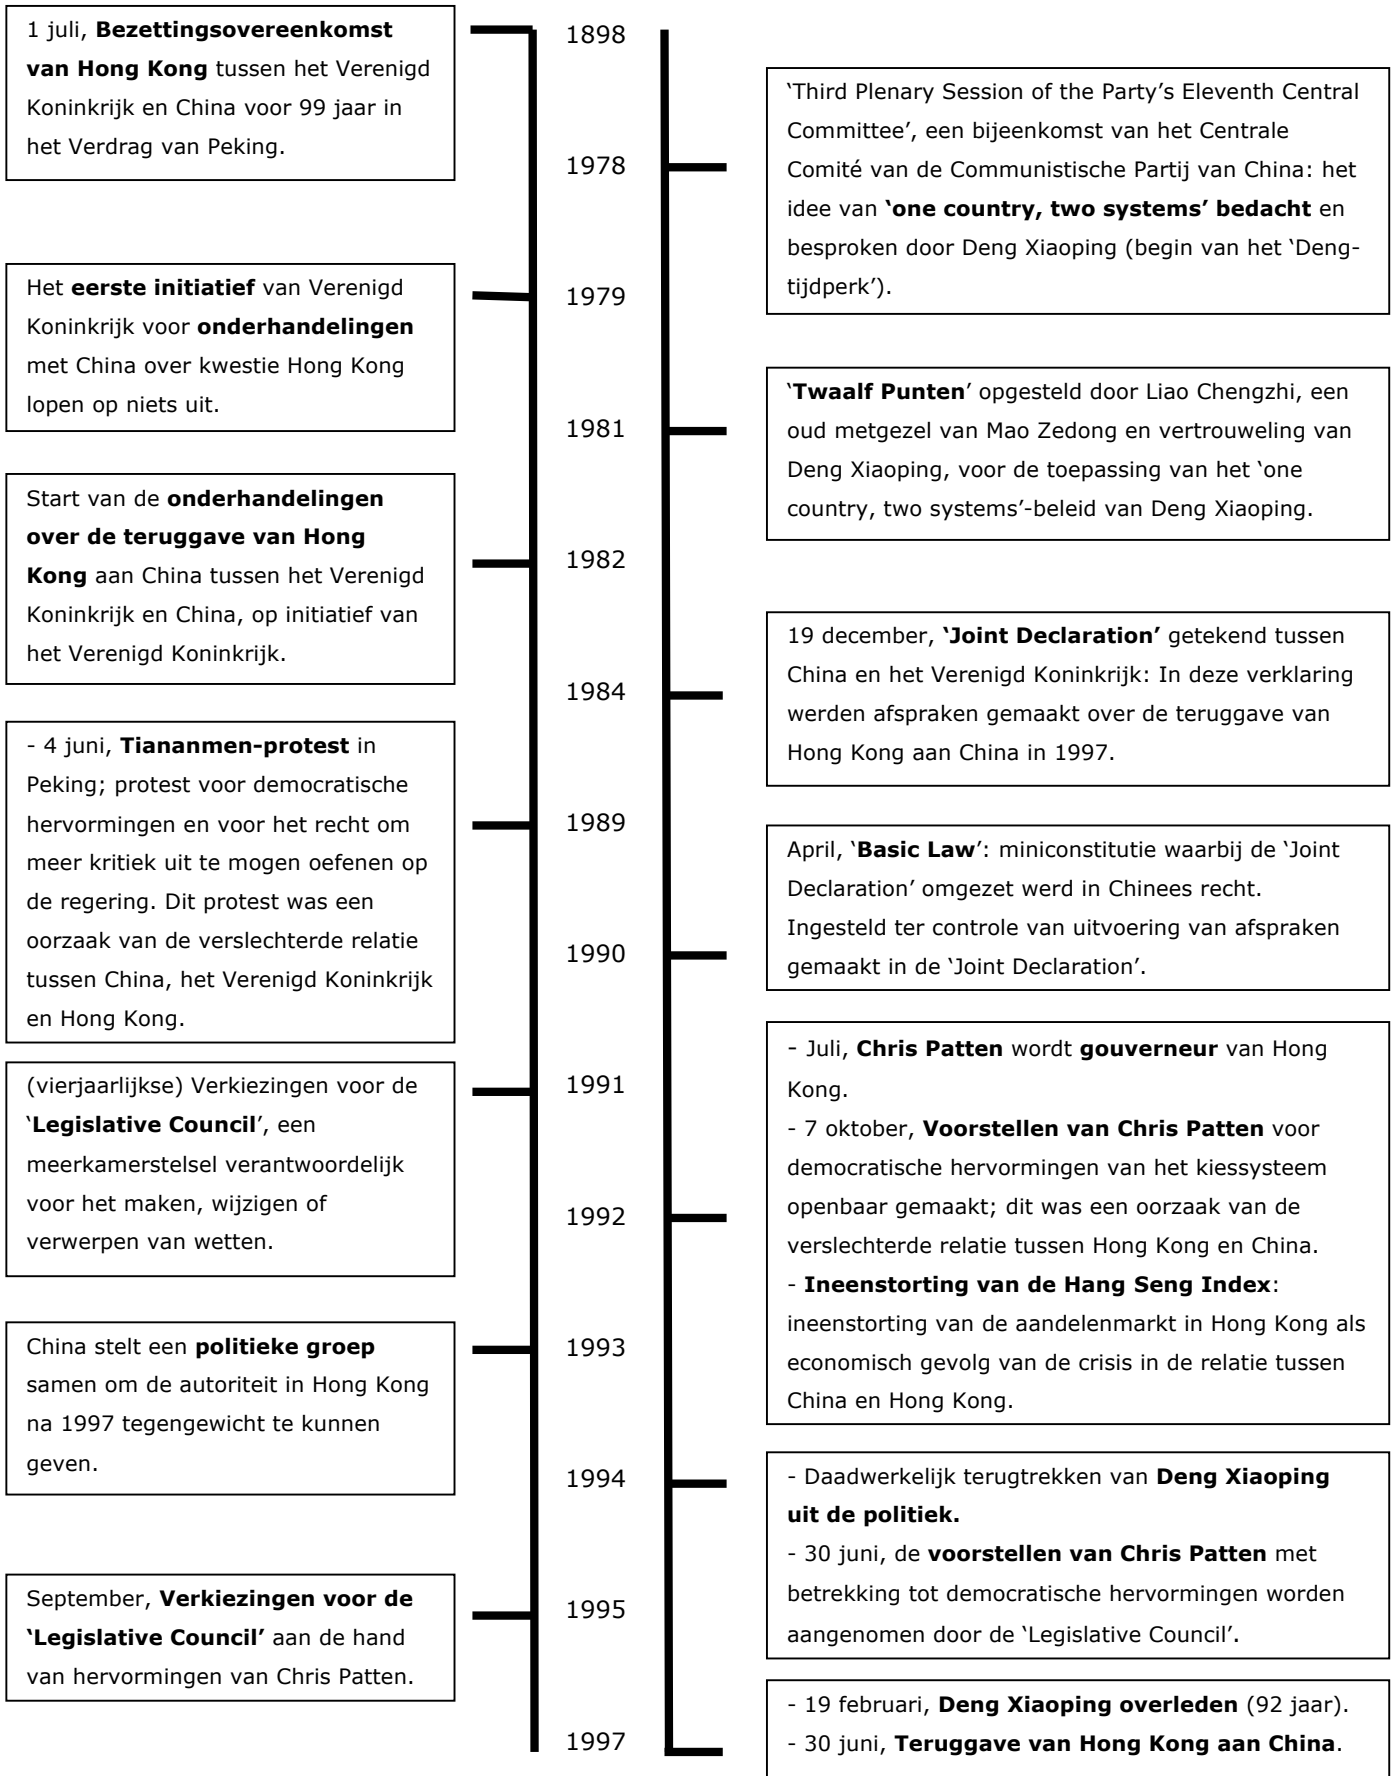 1 juli, Bezettingsovereenkomst
van Hong Kong tussen het Verenigd
Koninkrijk en China voor 99 jaar in
het Verdrag van Peking.
1898
‘Third Plenary Session of the Party’s Eleventh Central
Committee’, een bijeenkomst van het Centrale
Comité van de Communistische Partij van China: het
idee van ‘one country, two systems’ bedacht en
besproken door Deng Xiaoping (begin van het ‘Deng-
tijdperk’).
1978
Het eerste initiatief van Verenigd
Koninkrijk voor onderhandelingen
met China over kwestie Hong Kong
lopen op niets uit.
1979
‘Twaalf Punten’ opgesteld door Liao Chengzhi, een
oud metgezel van Mao Zedong en vertrouweling van
Deng Xiaoping, voor de toepassing van het ‘one
country, two systems’-beleid van Deng Xiaoping.
1981
Start van de onderhandelingen
over de teruggave van Hong
Kong aan China tussen het Verenigd
Koninkrijk en China, op initiatief van
het Verenigd Koninkrijk.
1982
19 december, ‘Joint Declaration’ getekend tussen
China en het Verenigd Koninkrijk: In deze verklaring
werden afspraken gemaakt over de teruggave van
Hong Kong aan China in 1997.
1984
- 4 juni, Tiananmen-protest in
Peking; protest voor democratische
hervormingen en voor het recht om
meer kritiek uit te mogen oefenen op
de regering. Dit protest was een
oorzaak van de verslechterde relatie
tussen China, het Verenigd Koninkrijk
en Hong Kong.
1989
April, ‘Basic Law’: miniconstitutie waarbij de ‘Joint
Declaration’ omgezet werd in Chinees recht.
Ingesteld ter controle van uitvoering van afspraken
gemaakt in de ‘Joint Declaration’.
1990
(vierjaarlijkse) Verkiezingen voor de
‘Legislative Council’, een
meerkamerstelsel verantwoordelijk
voor het maken, wijzigen of
verwerpen van wetten.
1991
- Juli, Chris Patten wordt gouverneur van Hong
Kong.
- 7 oktober, Voorstellen van Chris Patten voor
democratische hervormingen van het kiessysteem
openbaar gemaakt; dit was een oorzaak van de
verslechterde relatie tussen Hong Kong en China.
- Ineenstorting van de Hang Seng Index:
ineenstorting van de aandelenmarkt in Hong Kong als
economisch gevolg van de crisis in de relatie tussen
China en Hong Kong.
1992
China stelt een politieke groep
samen om de autoriteit in Hong Kong
na 1997 tegengewicht te kunnen
geven.
1993
- Daadwerkelijk terugtrekken van Deng Xiaoping
uit de politiek.
- 30 juni, de voorstellen van Chris Patten met
betrekking tot democratische hervormingen worden
aangenomen door de ‘Legislative Council’.
1994
September, Verkiezingen voor de
‘Legislative Council’ aan de hand
van hervormingen van Chris Patten.
1995
- 19 februari, Deng Xiaoping overleden (92 jaar).
- 30 juni, Teruggave van Hong Kong aan China.
1997